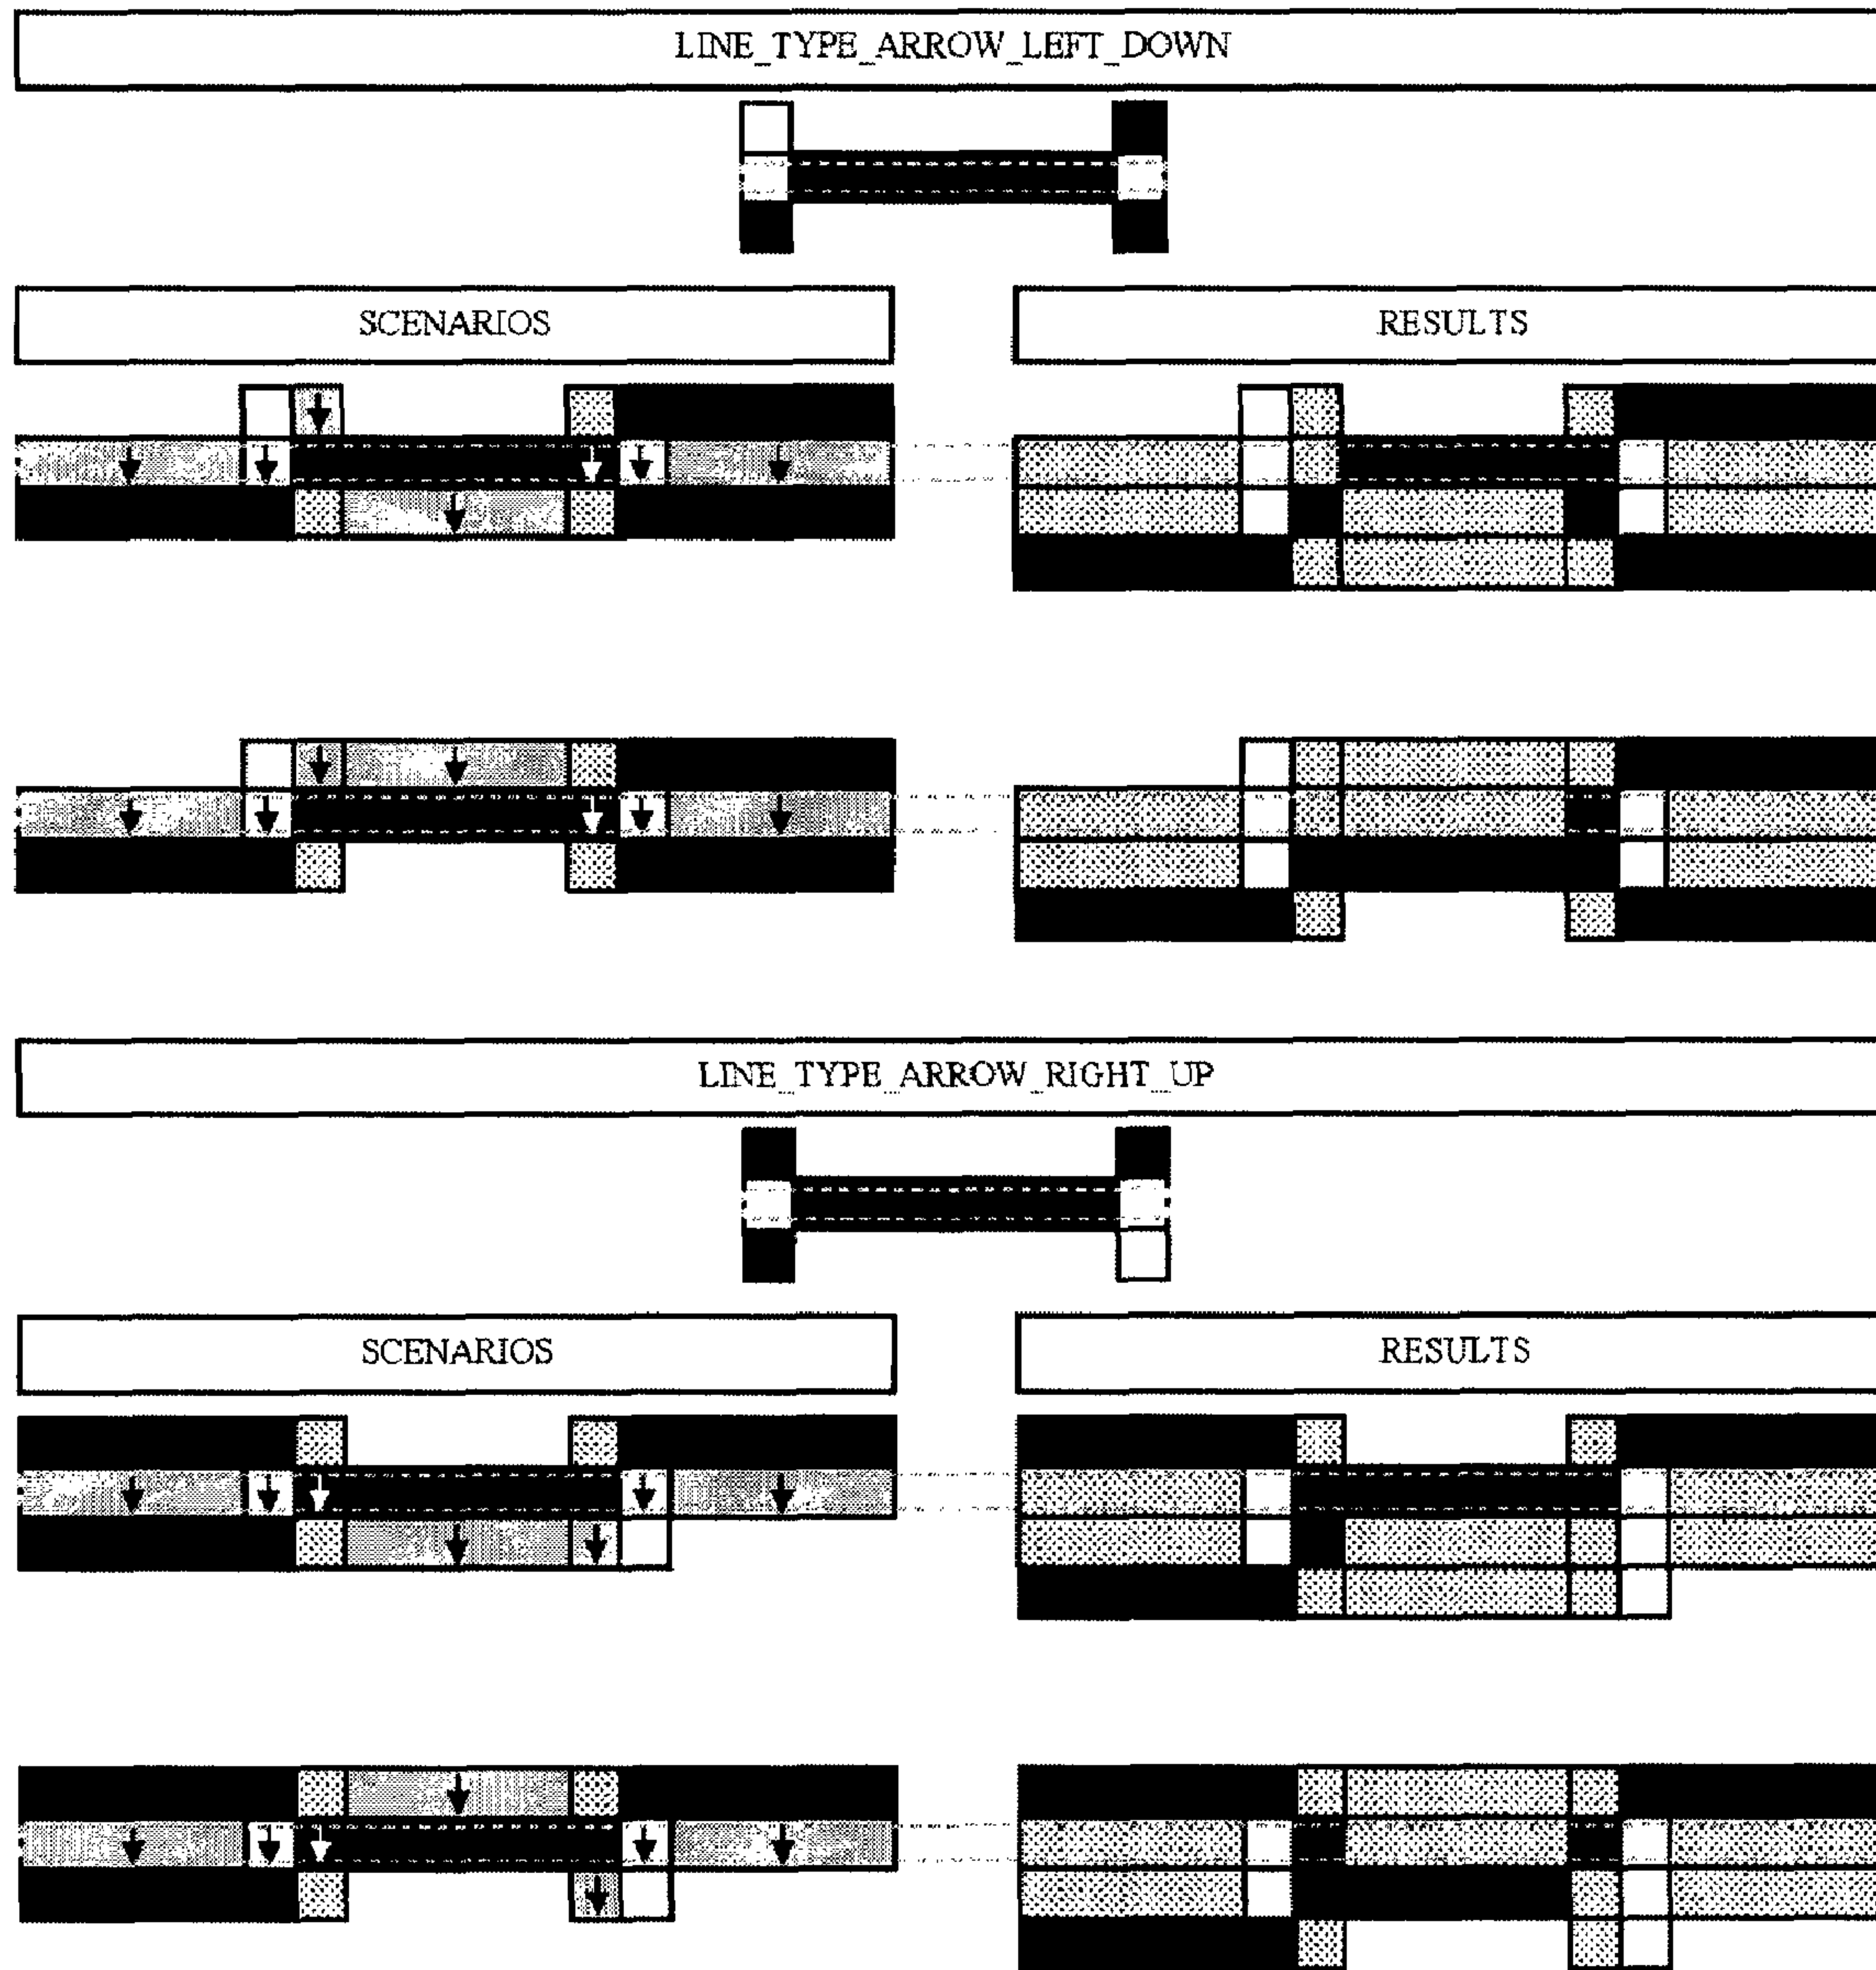 LINE_TYPE_ARROW_LEFT_DOWN
SCENARIOS
RESULTS
LINE_TYPE_ARROW_RIGHT_UP
SCENARIOS
RESULTS